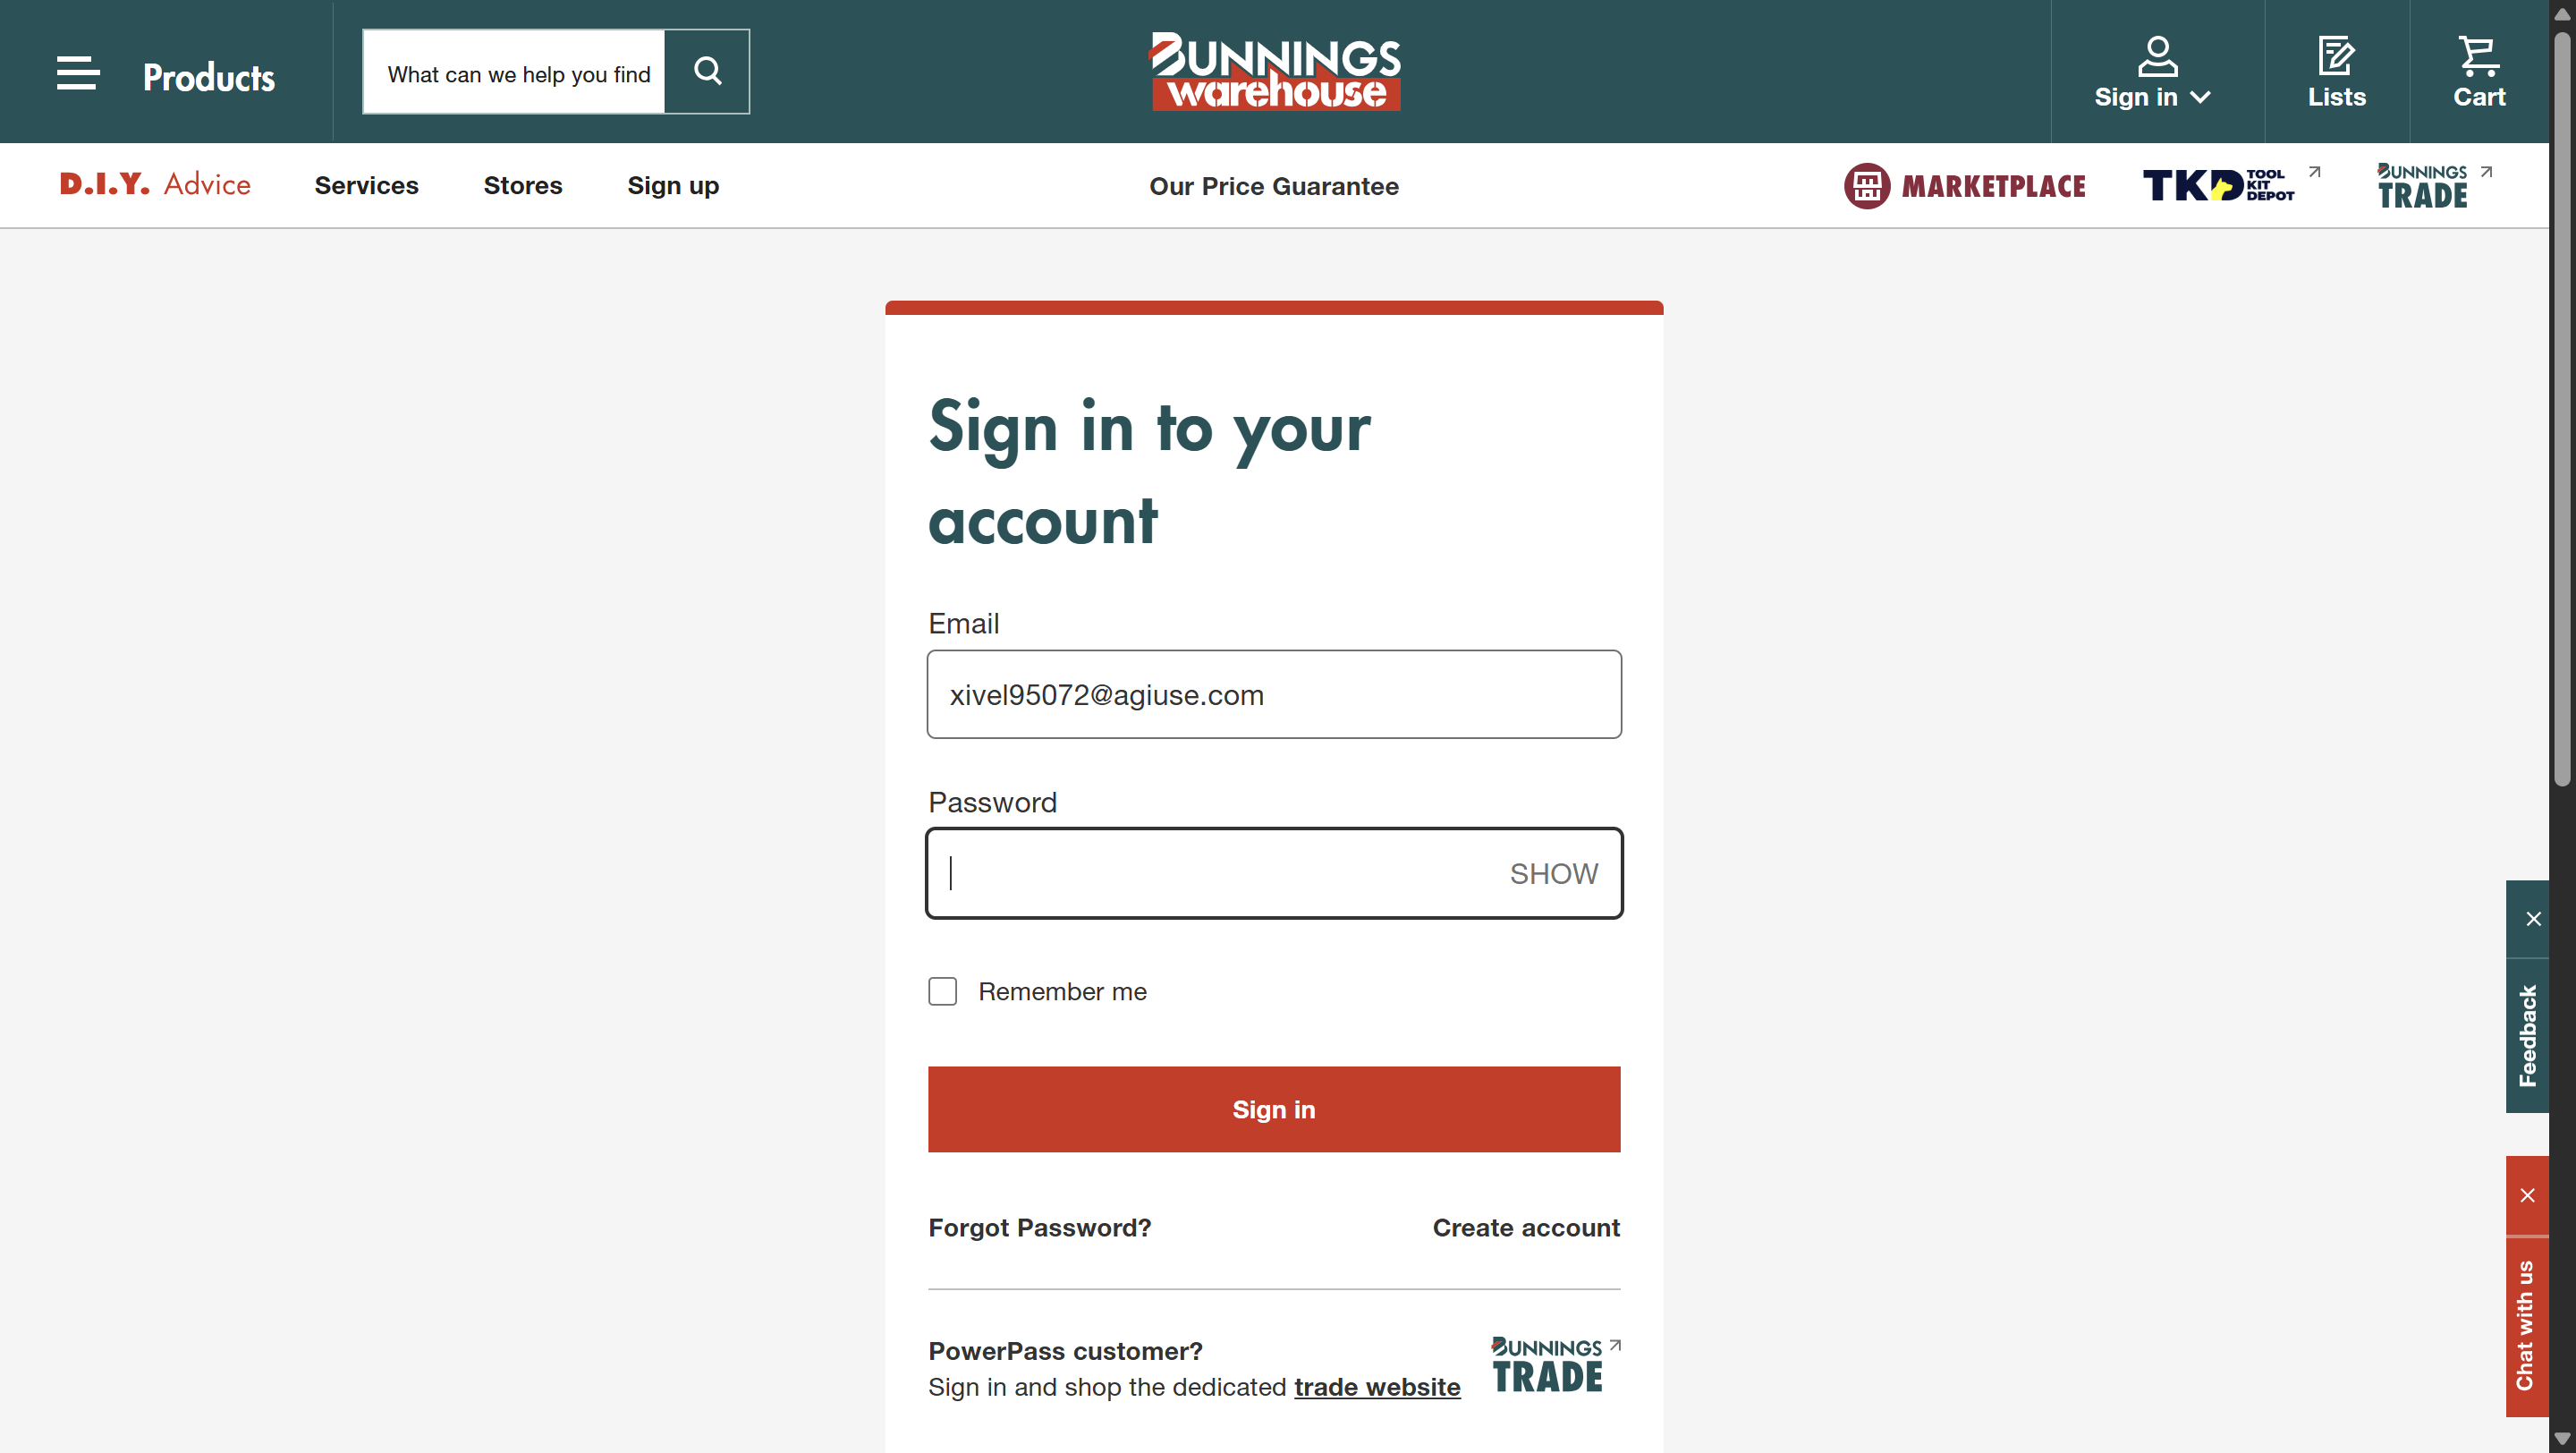 Products
What can we help you find
BUNNINGS
warehouse
Sign in
Lists
Cart
D.I.Y. Advice
Services
Stores
Sign up
Our Price Guarantee
MARKETPLACE
TKD TOOL KIT DEPOT
BUNNINGS
TRADE
Sign in to your
account
Email
xivel95072@agiuse.com
Password
SHOW
Remember me
Sign in
Forgot Password?
Create account
PowerPass customer?
Sign in and shop the dedicated trade website
BUNNINGS
TRADE
Feedback
Chat with us